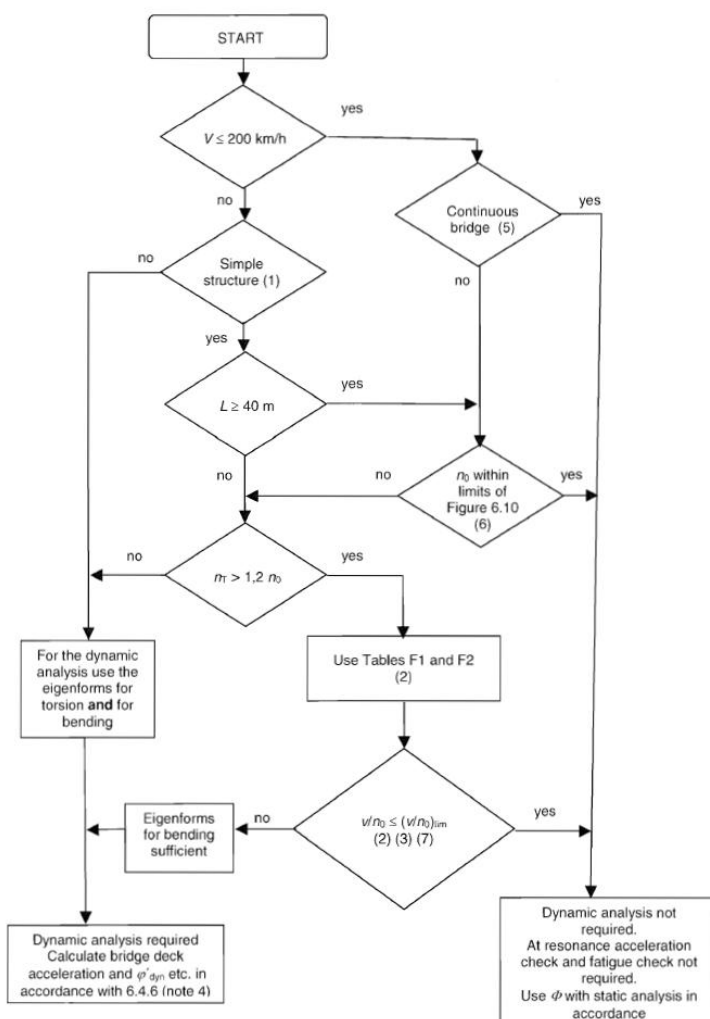 START
yes
V ≤ 200 km/h
no
yes
Continuous
bridge (5)
no
Simple
structure (1)
no
yes
L ≥ 40 m
yes
no
no
n₀ within
limits of
Figure 6.10
(6)
yes
no
n_T > 1,2 n₀
yes
For the dynamic
analysis use the
eigenforms for
torsion and for
bending
Use Tables F1 and F2
(2)
Eigenforms
for bending
sufficient
no
v/n₀ ≤ (v/n₀)lim
(2) (3) (7)
yes
Dynamic analysis required
Calculate bridge deck
acceleration and φ'dyn etc. in
accordance with 6.4.6 (note 4)
Dynamic analysis not
required.
At resonance acceleration
check and fatigue check not
required.
Use Φ with static analysis in
accordance